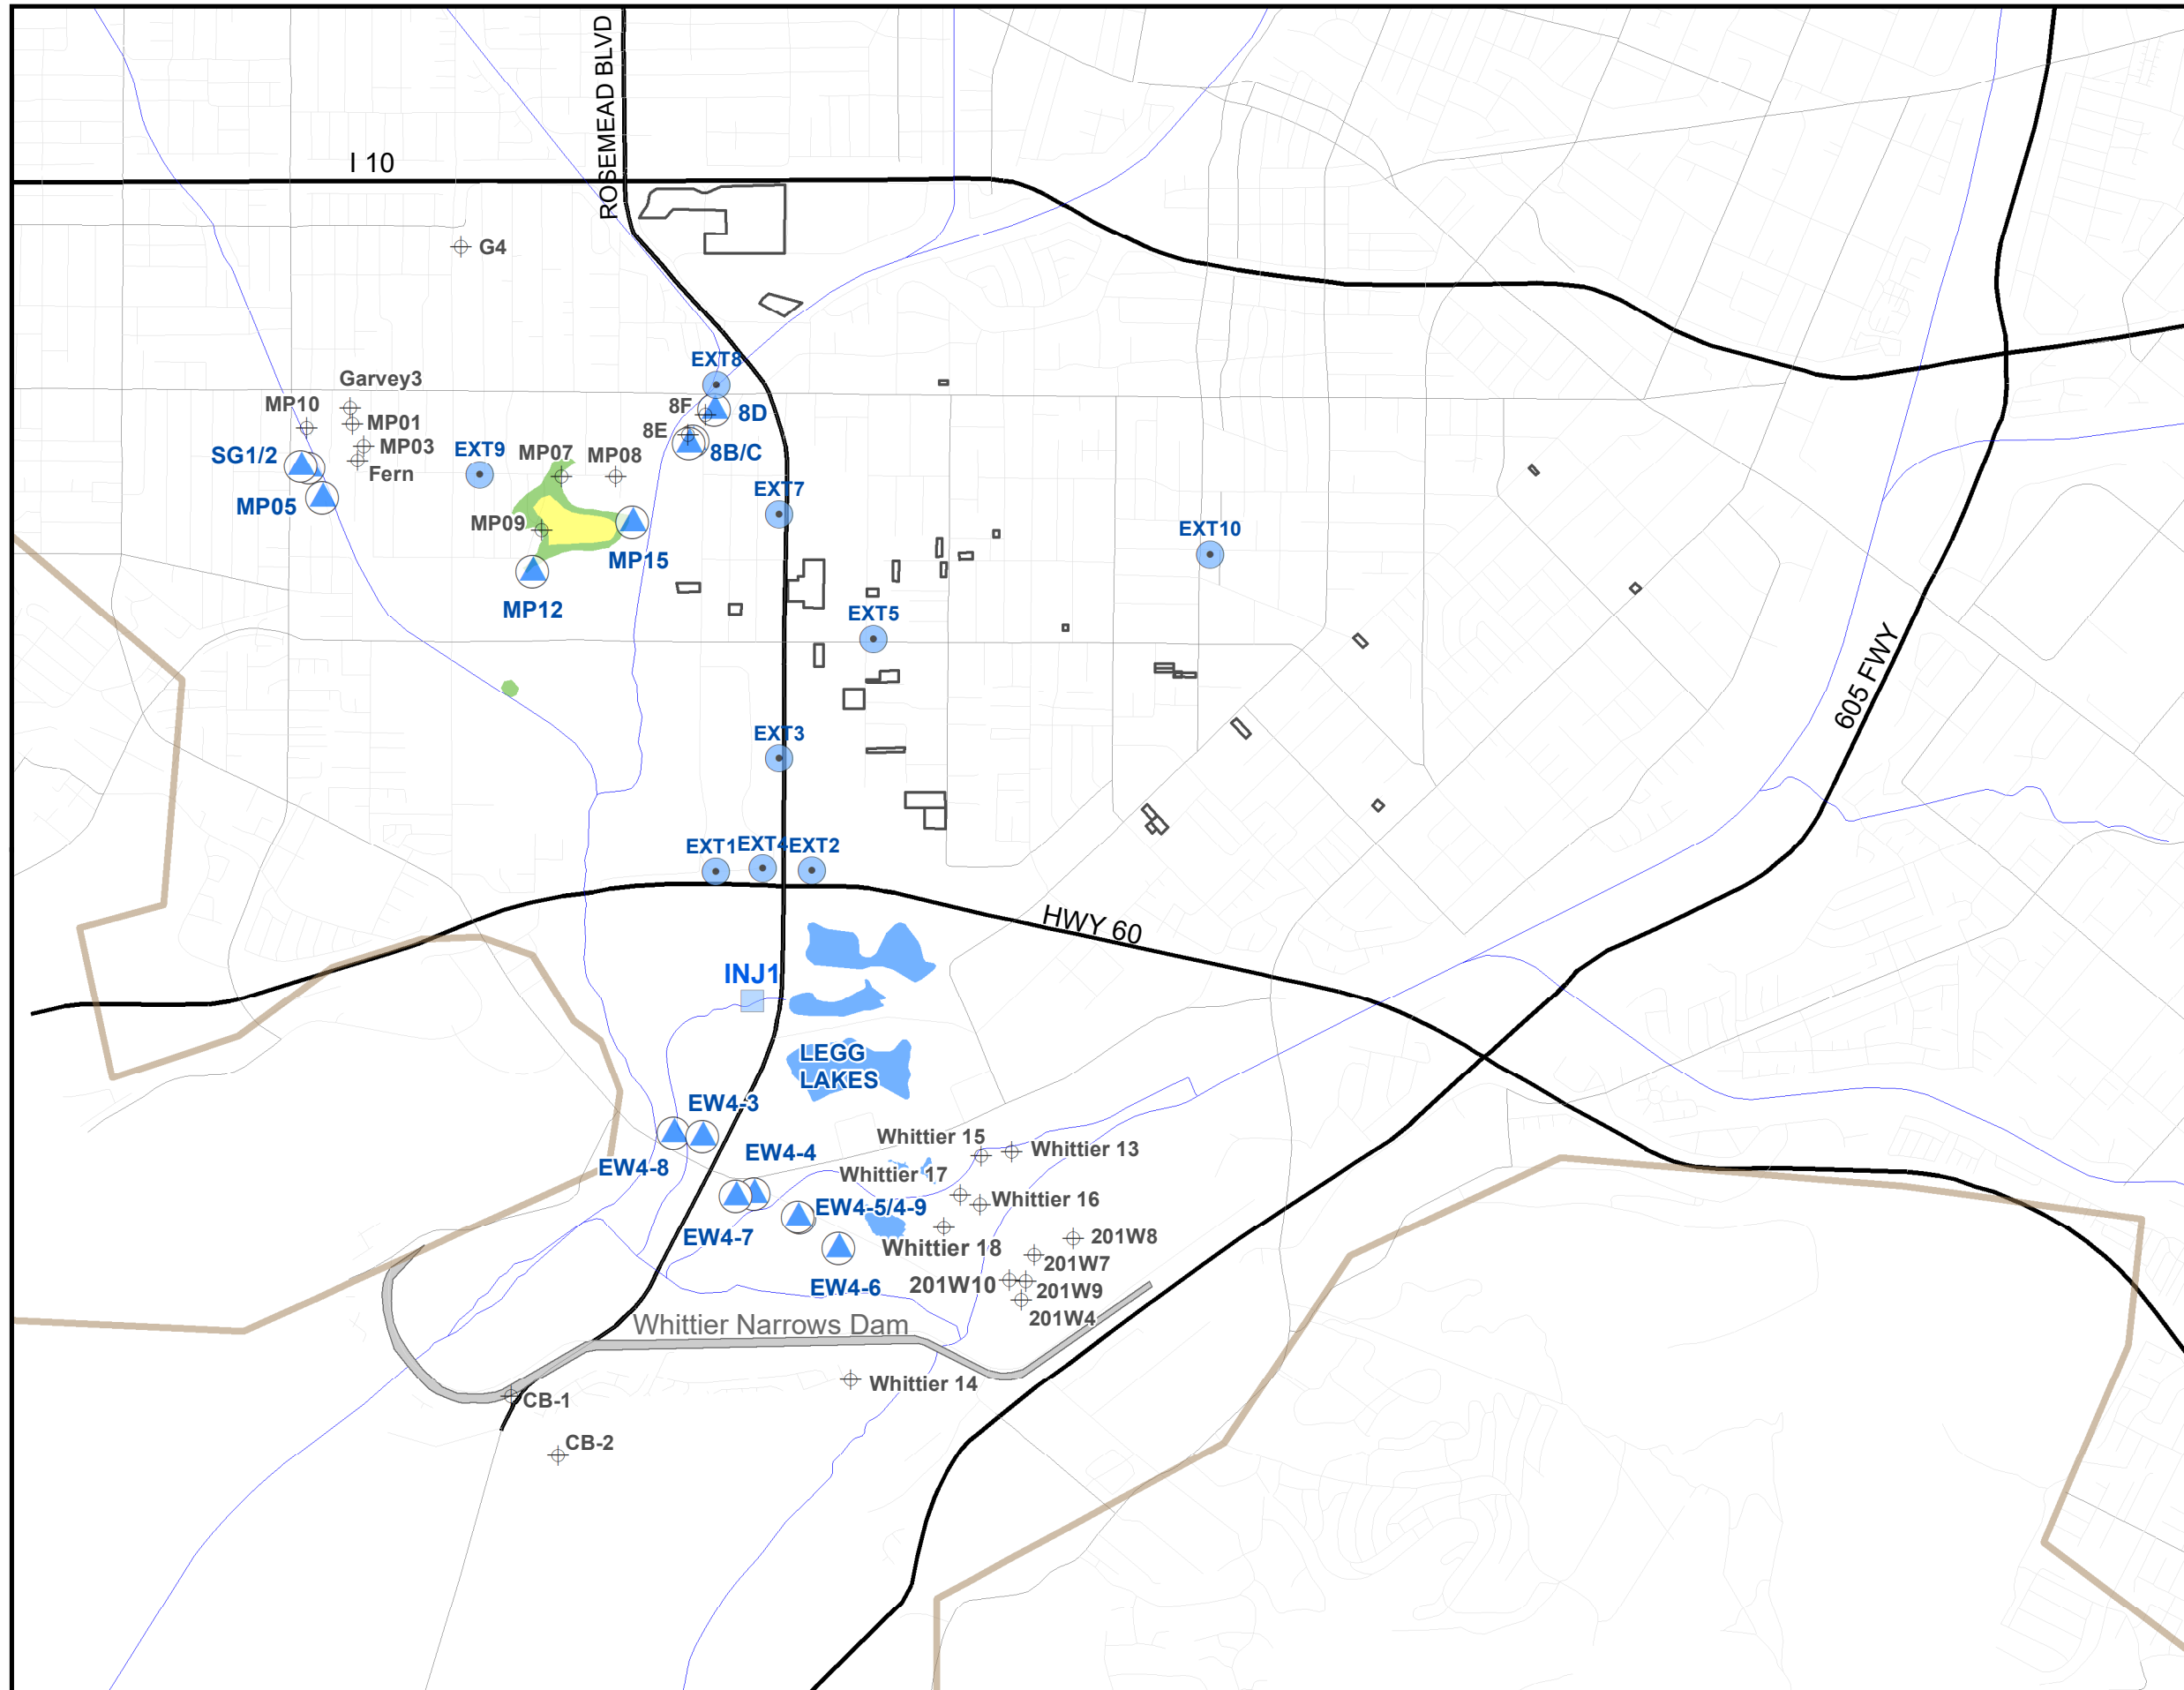 ROSEMEAD BLVD
I 10
G4
EXT8
Garvey3
MP10
8F
8D
MP01
8E
MP03
SG1/2
EXT9
MP07
MP08
8B/C
Fern
EXT7
MP05
MP09
EXT10
MP15
MP12
EXT5
605 FWY
EXT3
EXT1
EXT4
EXT2
HWY 60
INJ1
LEGG
LAKES
EW4-3
Whittier 15
Whittier 13
EW4-4
EW4-8
Whittier 17
Whittier 16
EW4-5/4-9
EW4-7
201W8
Whittier 18
201W7
EW4-6
201W10
201W9
201W4
Whittier Narrows Dam
Whittier 14
CB-1
CB-2